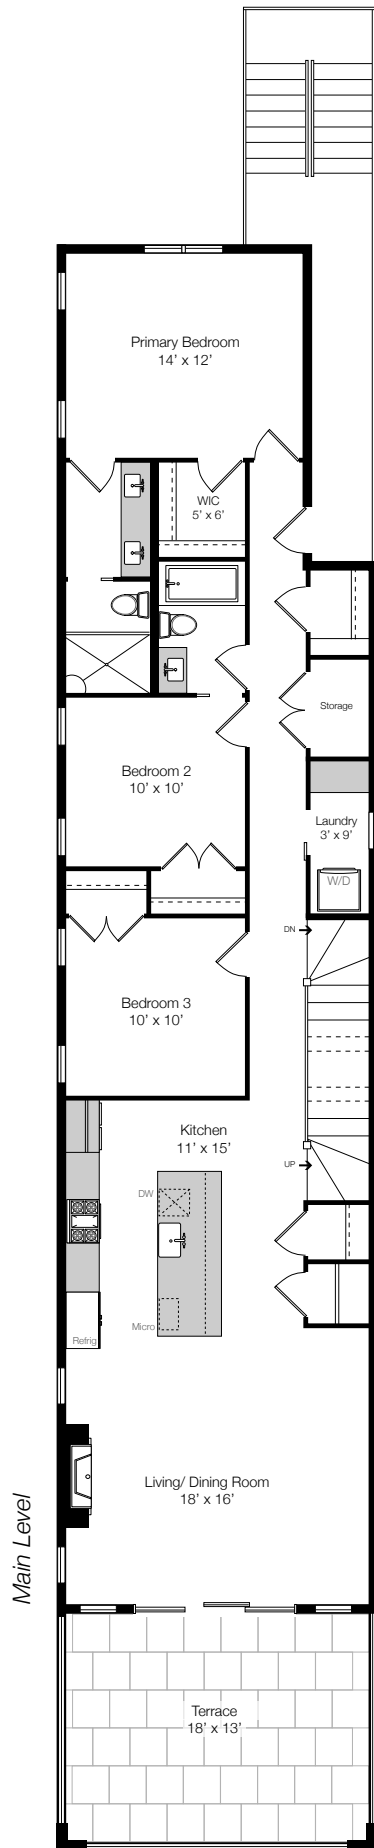 Primary Bedroom
14' x 12'
WIC
5' x 6'
Storage
Bedroom 2
10' x 10'
Laundry
3' x 9'
W/D
DN
Bedroom 3
10' x 10'
Kitchen
11' x 15'
UP
DW
Micro
Refrig
Living/ Dining Room
18' x 16'
Main Level
Terrace
18' x 13'